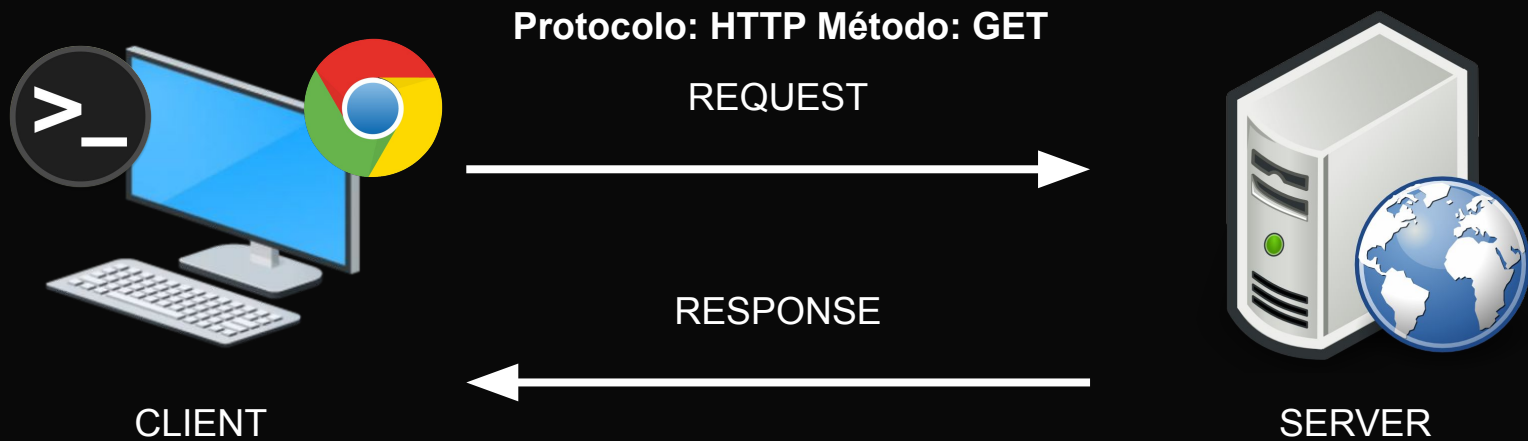 Protocolo: HTTP Método: GET
REQUEST
>_
RESPONSE
CLIENT
SERVER